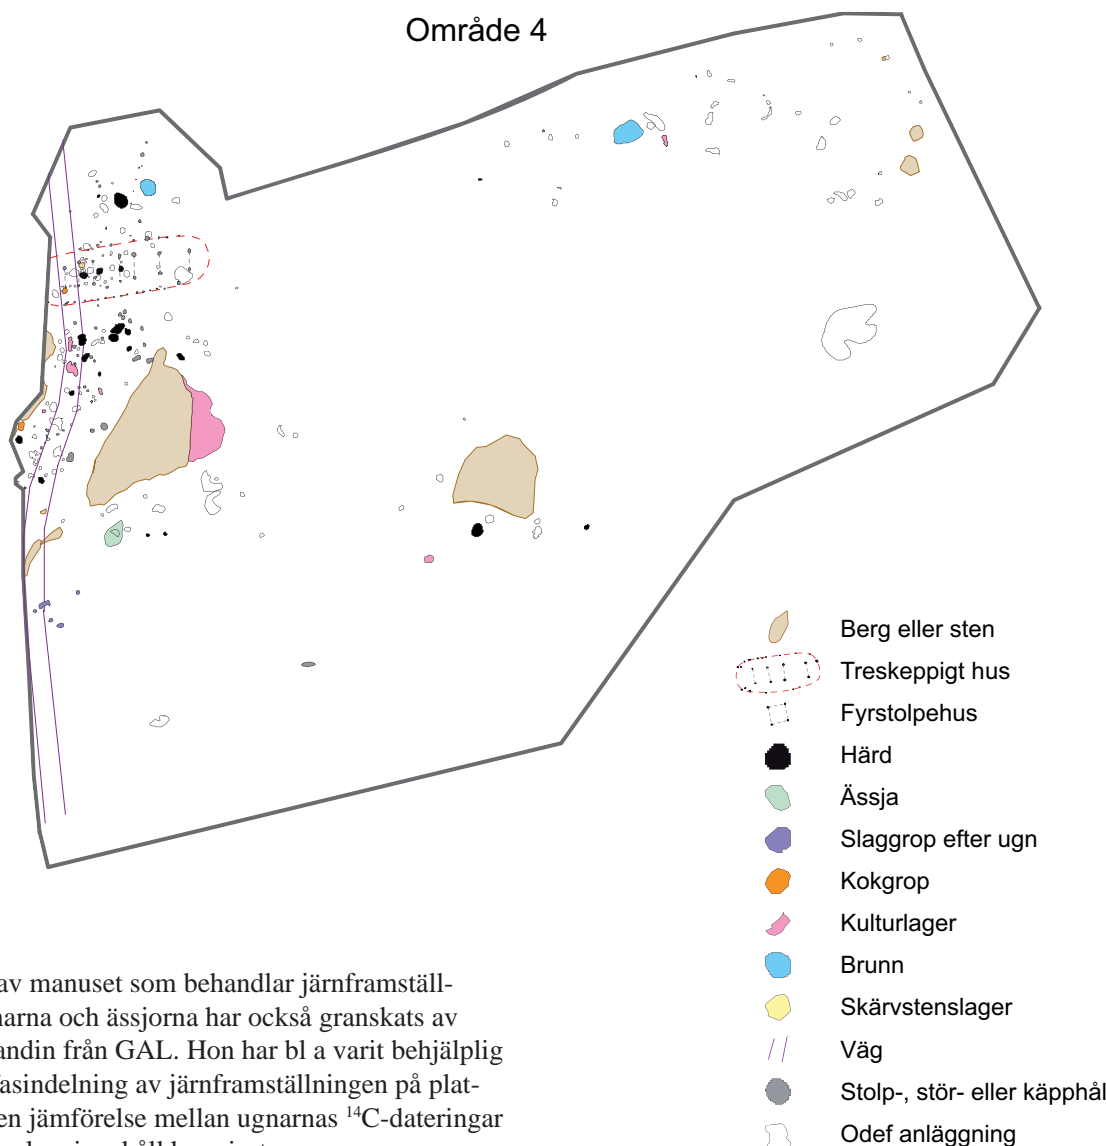 Område 4
Berg eller sten
Treskeppigt hus
Fyrstolpehus
Härd
Ässja
Slaggrop efter ugn
Kokgrop
Kulturlager
Brunn
Skärvstenslager
Väg
Stolp-, stör- eller käpphål
Odef anläggning
av manuset som behandlar järnframställ-
narna och ässjorna har också granskats av
andin från GAL. Hon har bl a varit behjälplig
fasindelning av järnframställningen på plat-
en jämförelse mellan ugnarnas ¹⁴C-dateringar